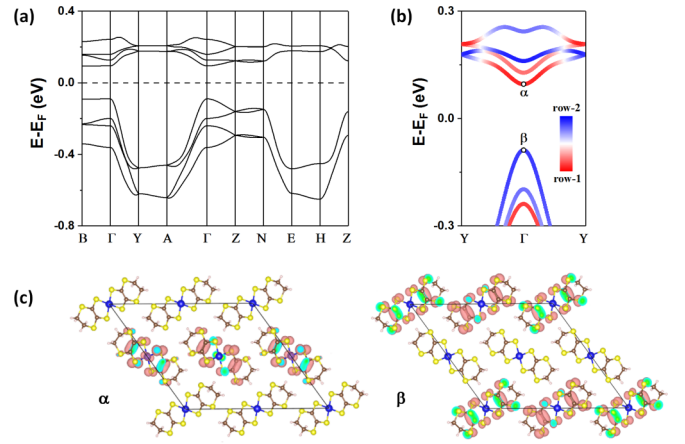 (a)
(b)
0.4
0.0
-0.4
-0.8
E-E_F (eV)
B Γ Y A Γ Z N E H Z
0.3
0.0
-0.3
E-E_F (eV)
α
β
row-2
row-1
Y Γ Y
(c)
α
β